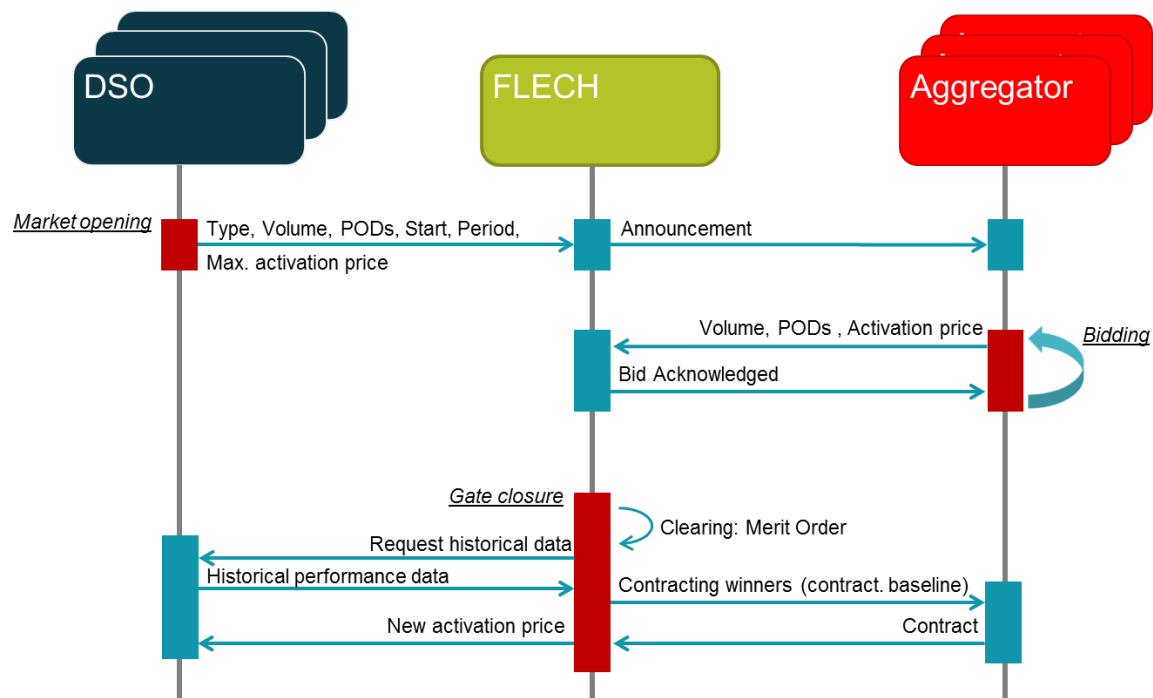 DSO
FLECH
Aggregator
Market opening
Type, Volume, PODs, Start, Period,
Max. activation price
Announcement
Volume, PODs , Activation price
Bidding
Bid Acknowledged
Gate closure
Clearing: Merit Order
Request historical data
Historical performance data
Contracting winners (contract. baseline)
New activation price
Contract